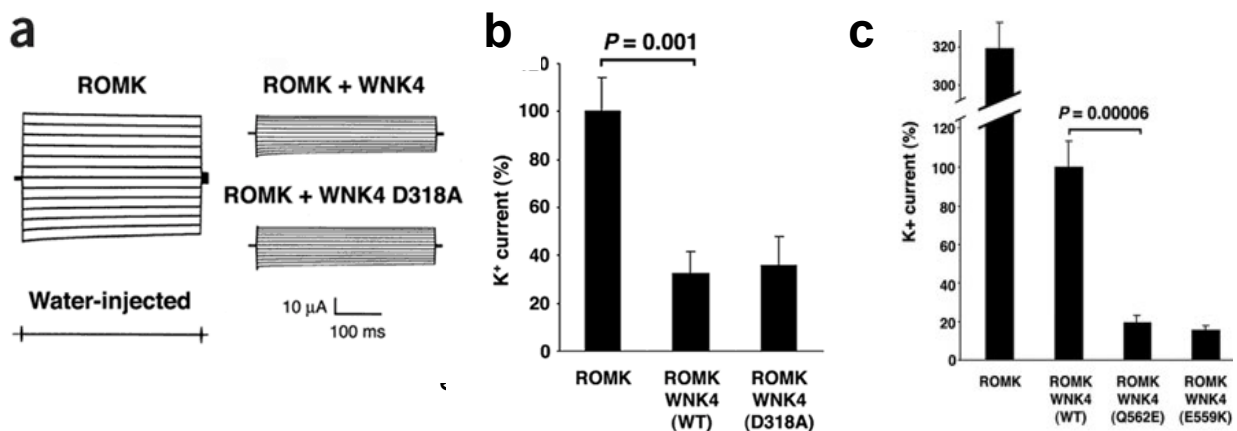 a
ROMK
ROMK + WNK4
ROMK + WNK4 D318A
Water-injected
10 μA
100 ms
b
P = 0.001
K⁺ current (%)
100
80
60
40
20
0
ROMK
ROMK WNK4 (WT)
ROMK WNK4 (D318A)
c
P = 0.00006
K+ current (%)
320
300
120
100
80
60
40
20
0
ROMK
ROMK WNK4 (WT)
ROMK WNK4 (Q562E)
ROMK WNK4 (E559K)